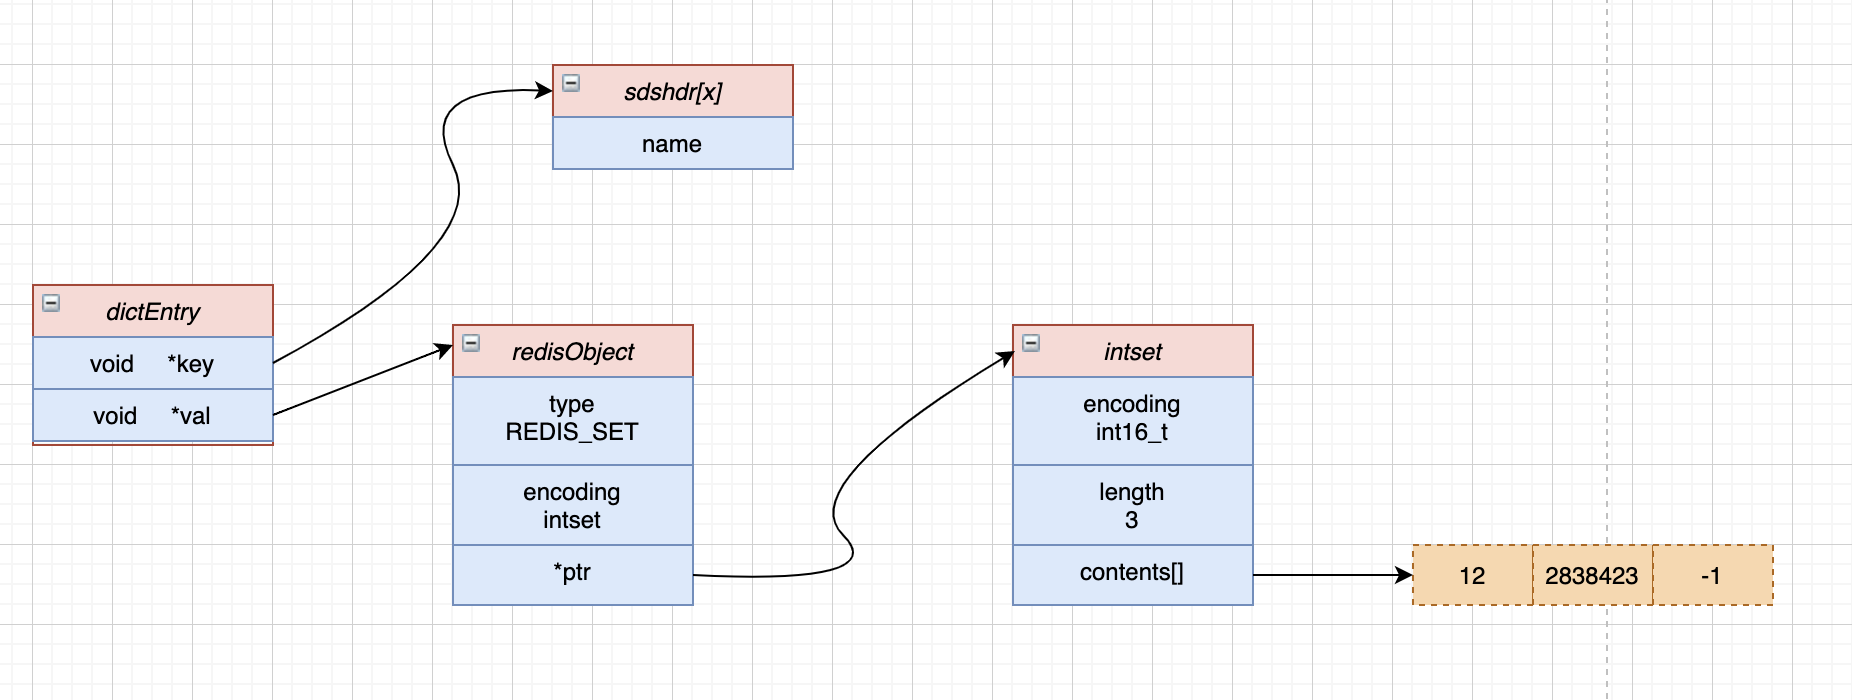 sdshdr[x]
name
dictEntry
void *key
void *val
redisObject
type
REDIS_SET
encoding
intset
*ptr
intset
encoding
int16_t
length
3
contents[]
12 2838423 -1